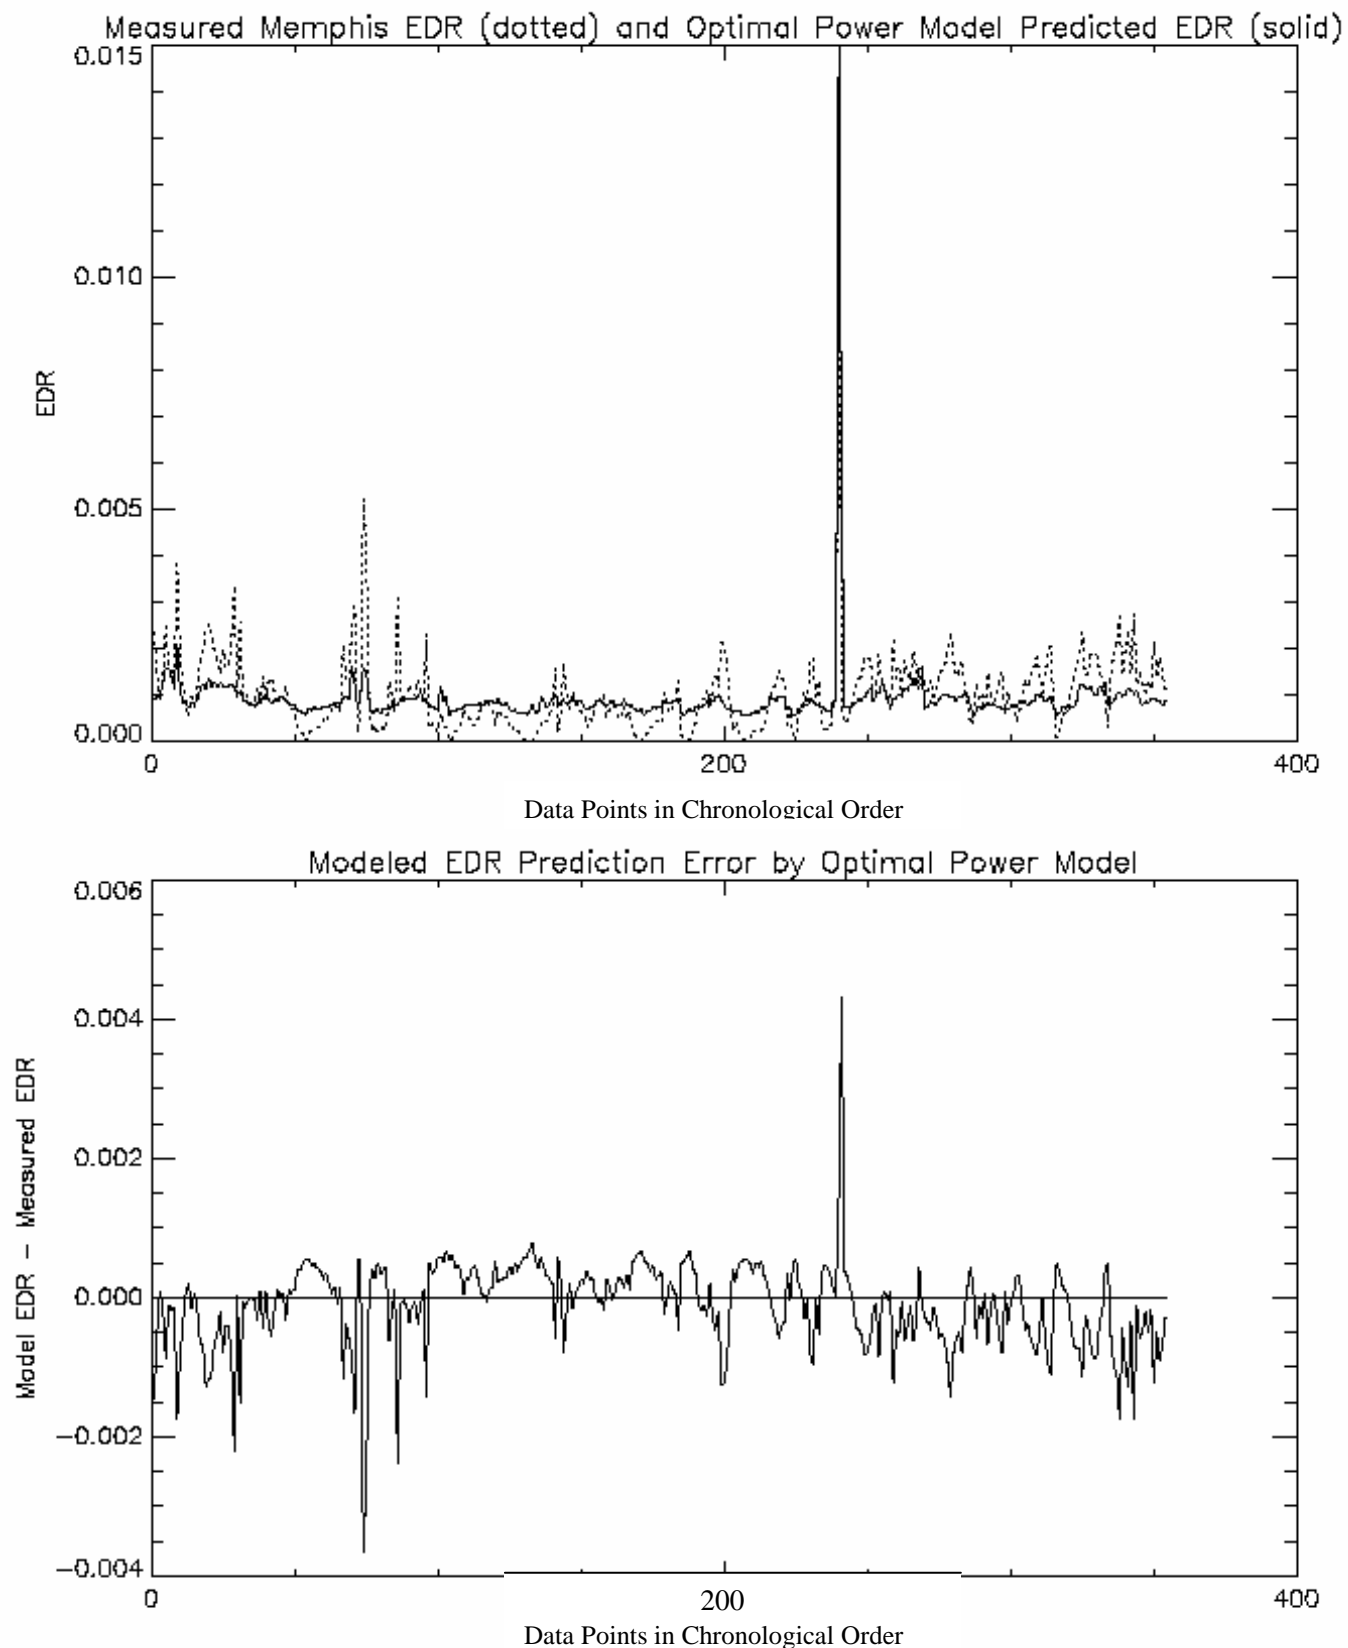 Measured Memphis EDR (dotted) and Optimal Power Model Predicted EDR (solid)
0.015
0.010
0.005
0.000
EDR
0
200
400
Data Points in Chronological Order
Modeled EDR Prediction Error by Optimal Power Model
0.006
0.004
0.002
0.000
−0.002
−0.004
Model EDR − Measured EDR
0
200
400
Data Points in Chronological Order